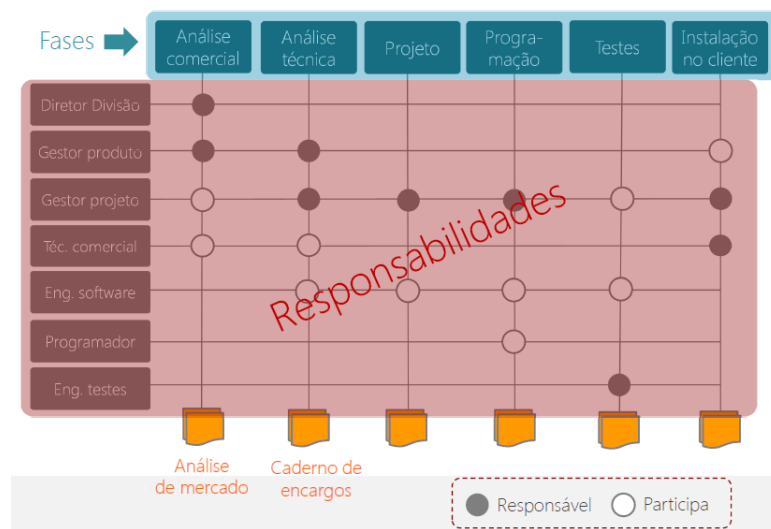 Fases
Análise
comercial
Análise
técnica
Projeto
Progra-
mação
Testes
Instalação
no cliente
Diretor Divisão
Gestor produto
Gestor projeto
Téc. comercial
Eng. software
Programador
Eng. testes
Responsabilidades
Análise
de mercado
Caderno de
encargos
Responsável
Participa